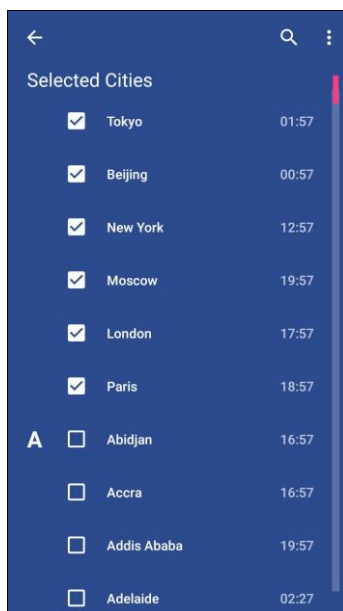 Selected Cities
Tokyo 01:57
Beijing 00:57
New York 12:57
Moscow 19:57
London 17:57
Paris 18:57
A Abidjan 16:57
Accra 16:57
Addis Ababa 19:57
Adelaide 02:27